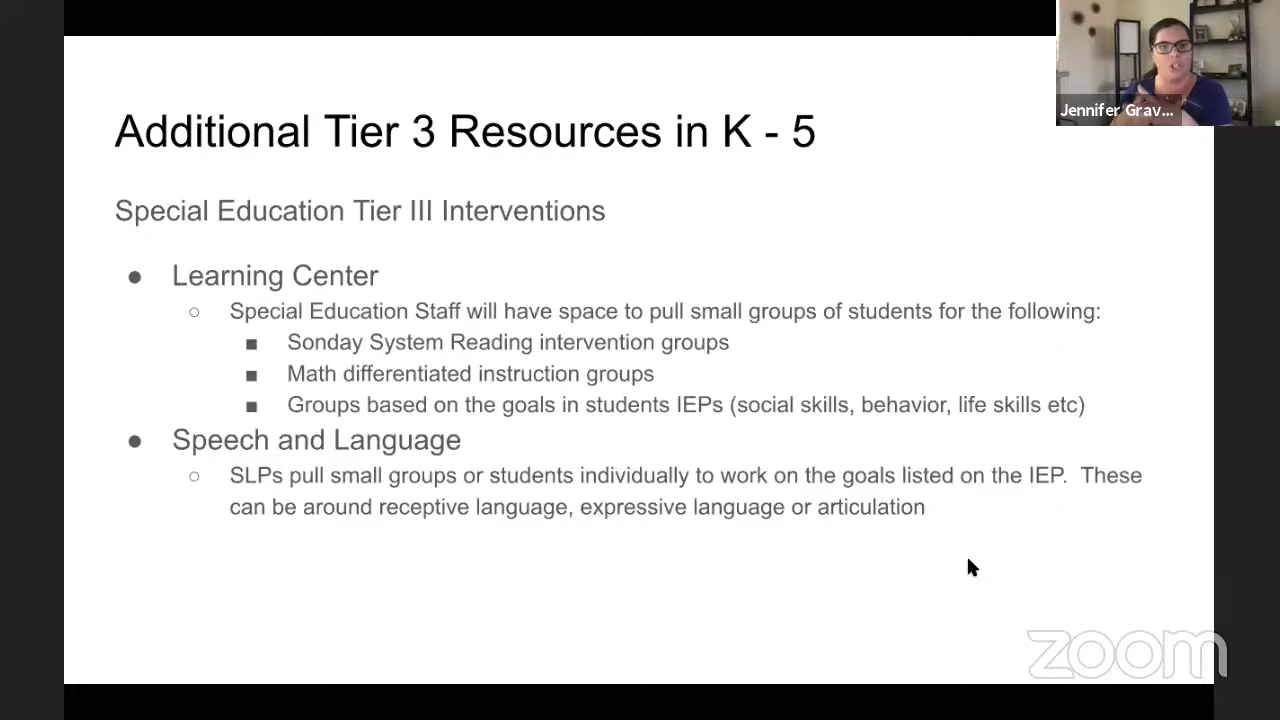 Jennifer Grav...
Additional Tier 3 Resources in K - 5
Special Education Tier III Interventions
● Learning Center
○ Special Education Staff will have space to pull small groups of students for the following:
■ Sonday System Reading intervention groups
■ Math differentiated instruction groups
■ Groups based on the goals in students IEPs (social skills, behavior, life skills etc)
● Speech and Language
○ SLPs pull small groups or students individually to work on the goals listed on the IEP.  These
can be around receptive language, expressive language or articulation
zoom